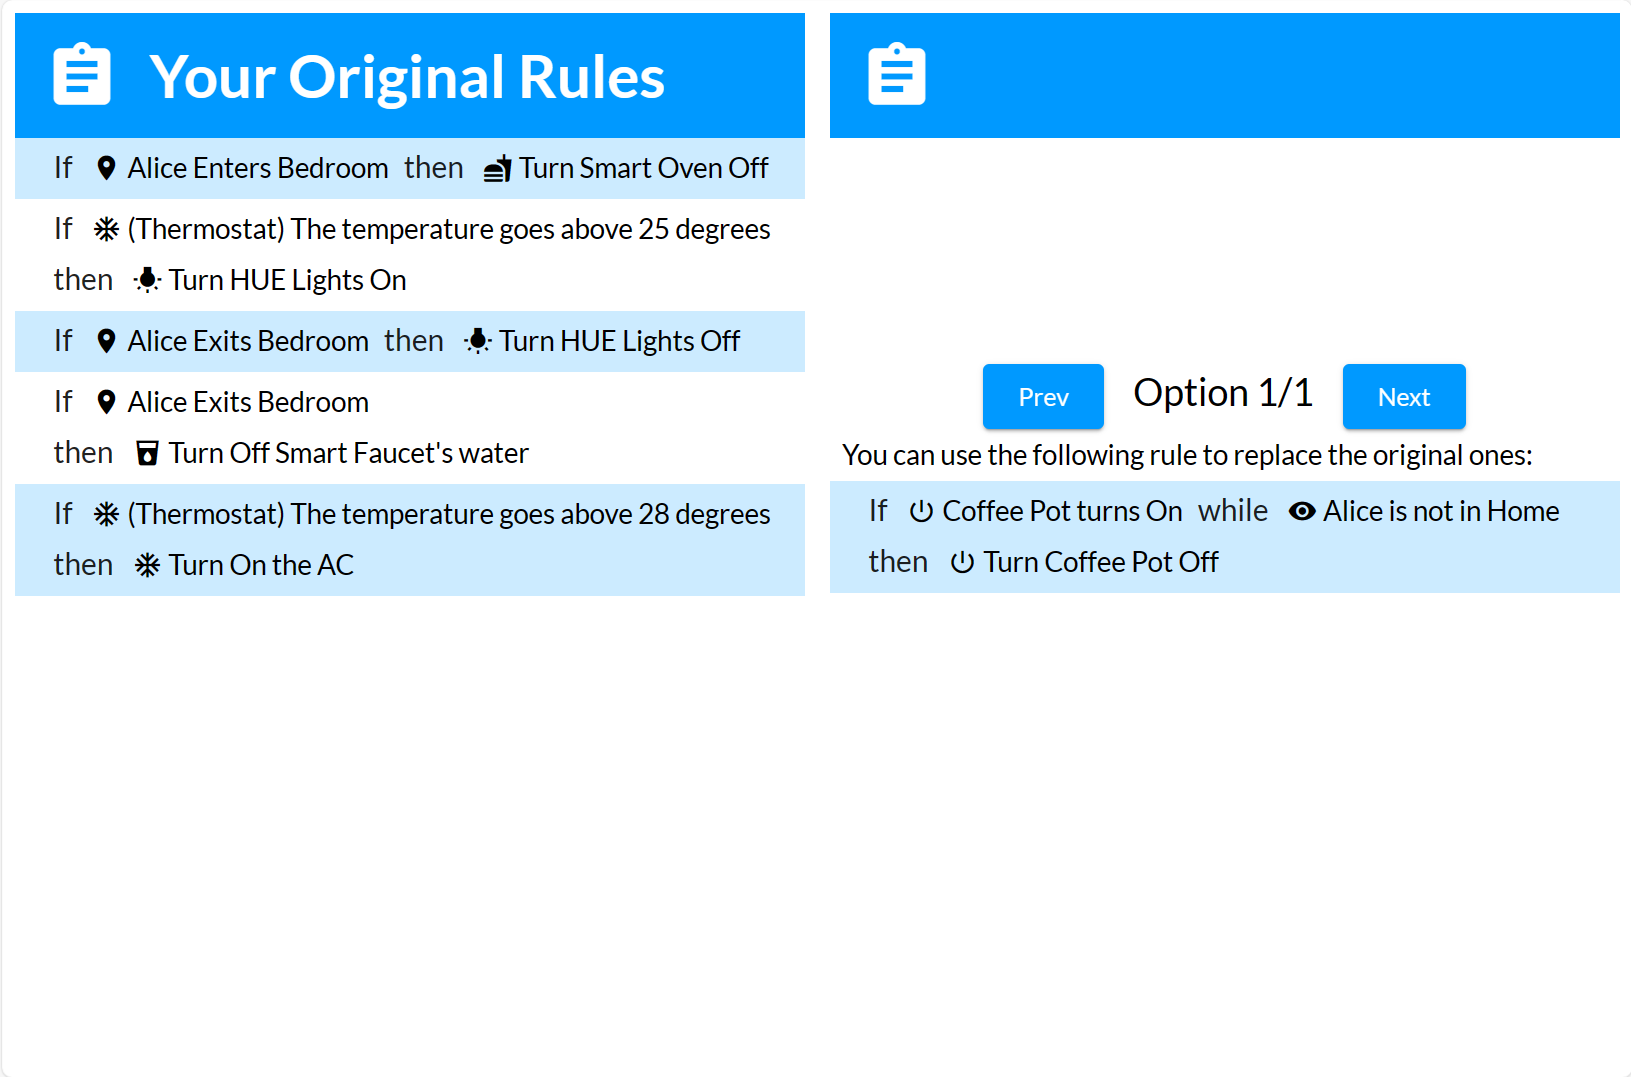 Your Original Rules
If Alice Enters Bedroom then Turn Smart Oven Off
If (Thermostat) The temperature goes above 25 degrees
then Turn HUE Lights On
If Alice Exits Bedroom then Turn HUE Lights Off
If Alice Exits Bedroom
then Turn Off Smart Faucet's water
If (Thermostat) The temperature goes above 28 degrees
then Turn On the AC
Prev Option 1/1 Next
You can use the following rule to replace the original ones:
If Coffee Pot turns On while Alice is not in Home
then Turn Coffee Pot Off